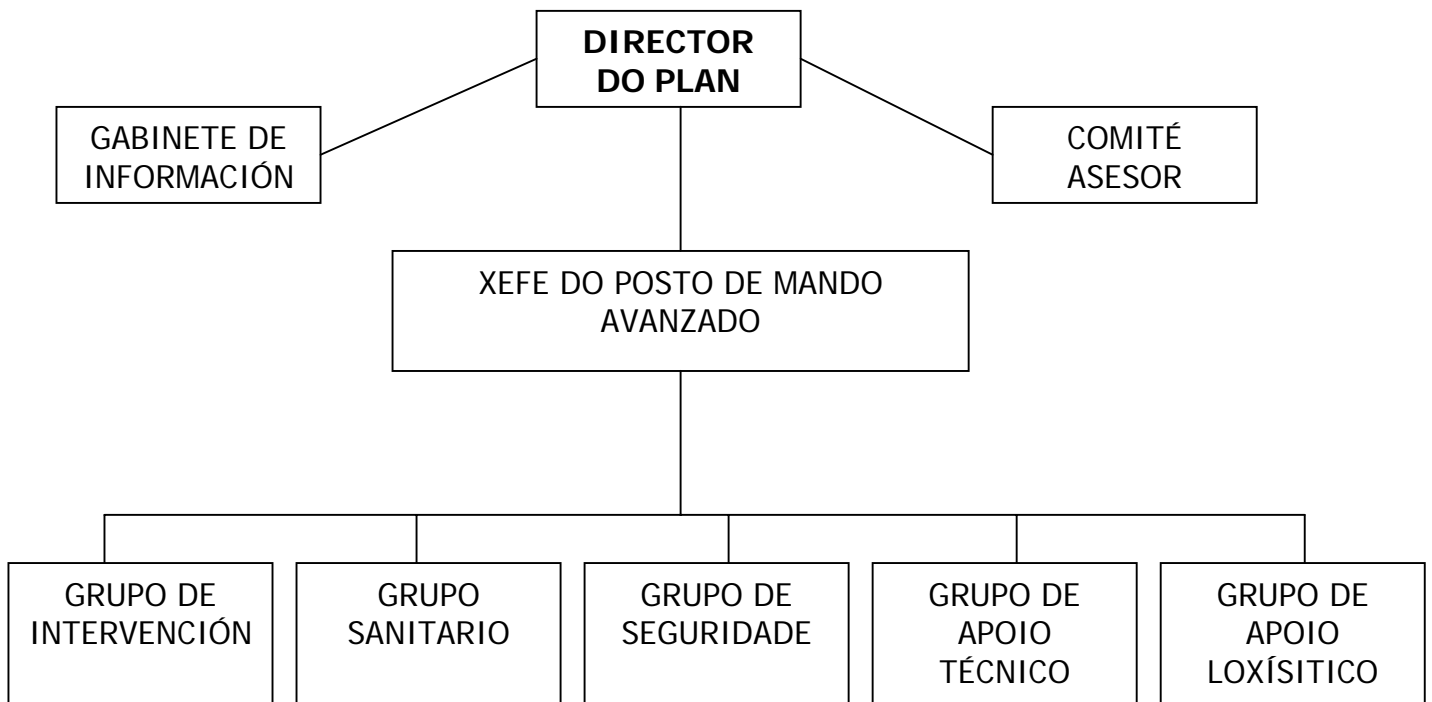 DIRECTOR
DO PLAN
GABINETE DE
INFORMACIÓN
COMITÉ
ASESOR
XEFE DO POSTO DE MANDO
AVANZADO
GRUPO DE
INTERVENCIÓN
GRUPO
SANITARIO
GRUPO DE
SEGURIDADE
GRUPO DE
APOIO
TÉCNICO
GRUPO DE
APOIO
LOXÍSITICO